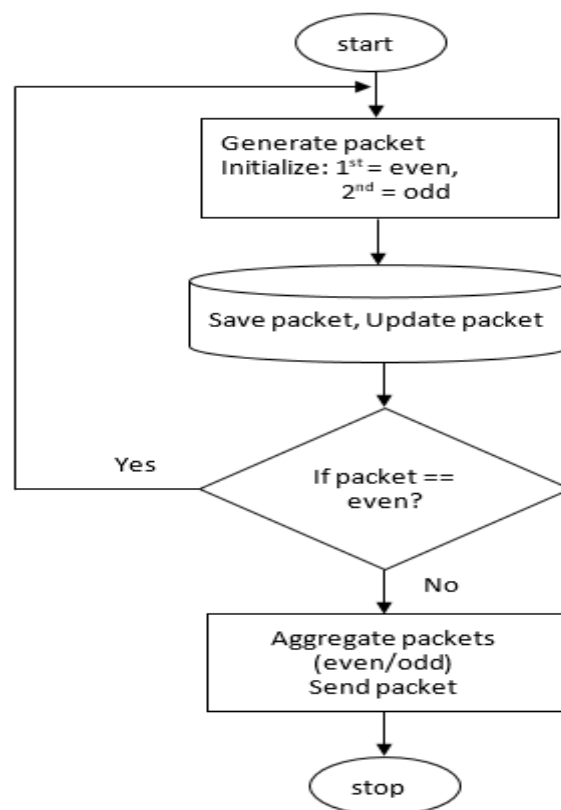 start
Generate packet
Initialize: 1st = even,
2nd = odd
Save packet, Update packet
If packet ==
even?
Yes
No
Aggregate packets
(even/odd)
Send packet
stop